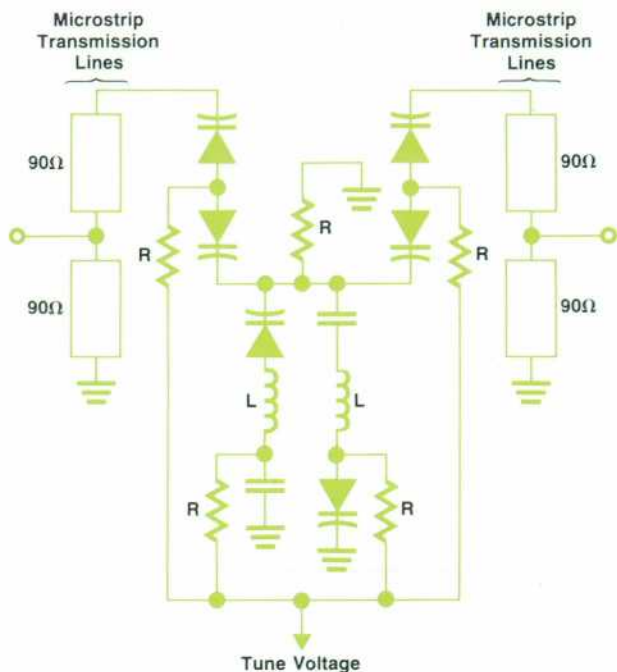 Microstrip
Transmission
Lines
Microstrip
Transmission
Lines
90Ω
90Ω
R
R
R
90Ω
90Ω
L
L
R
R
Tune Voltage